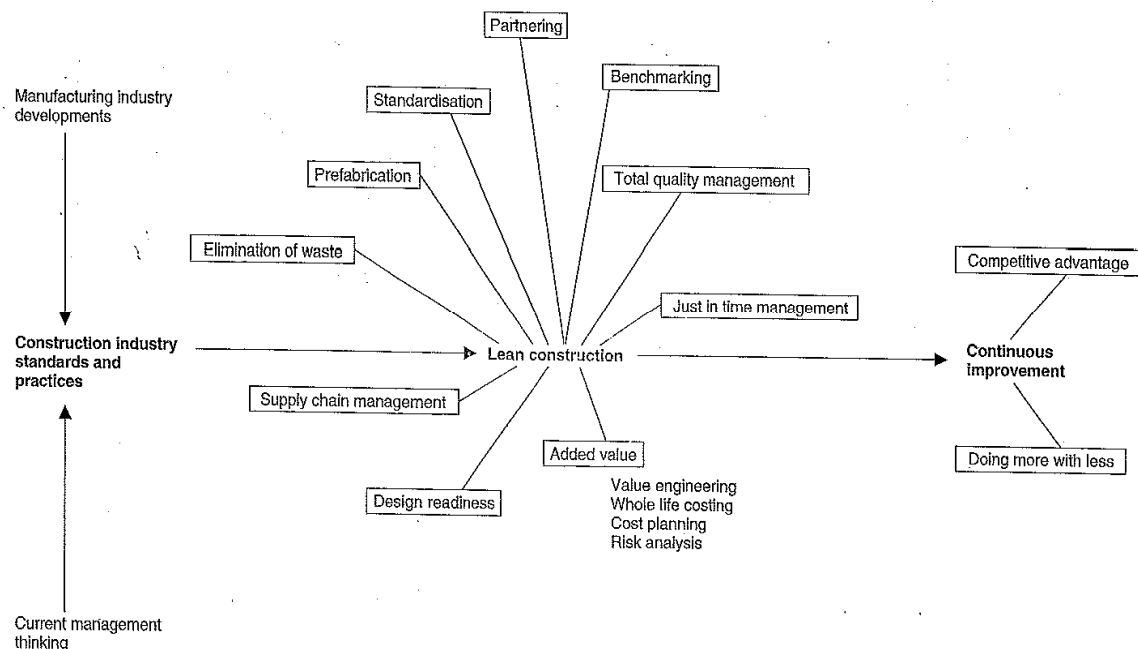 Partnering
Benchmarking
Manufacturing industry
developments
Standardisation
Prefabrication
Total quality management
Elimination of waste
Competitive advantage
Just in time management
Construction industry
standards and
practices
Lean construction
Continuous
improvement
Supply chain management
Added value
Doing more with less
Value engineering
Whole life costing
Cost planning
Risk analysis
Design readiness
Current management
thinking